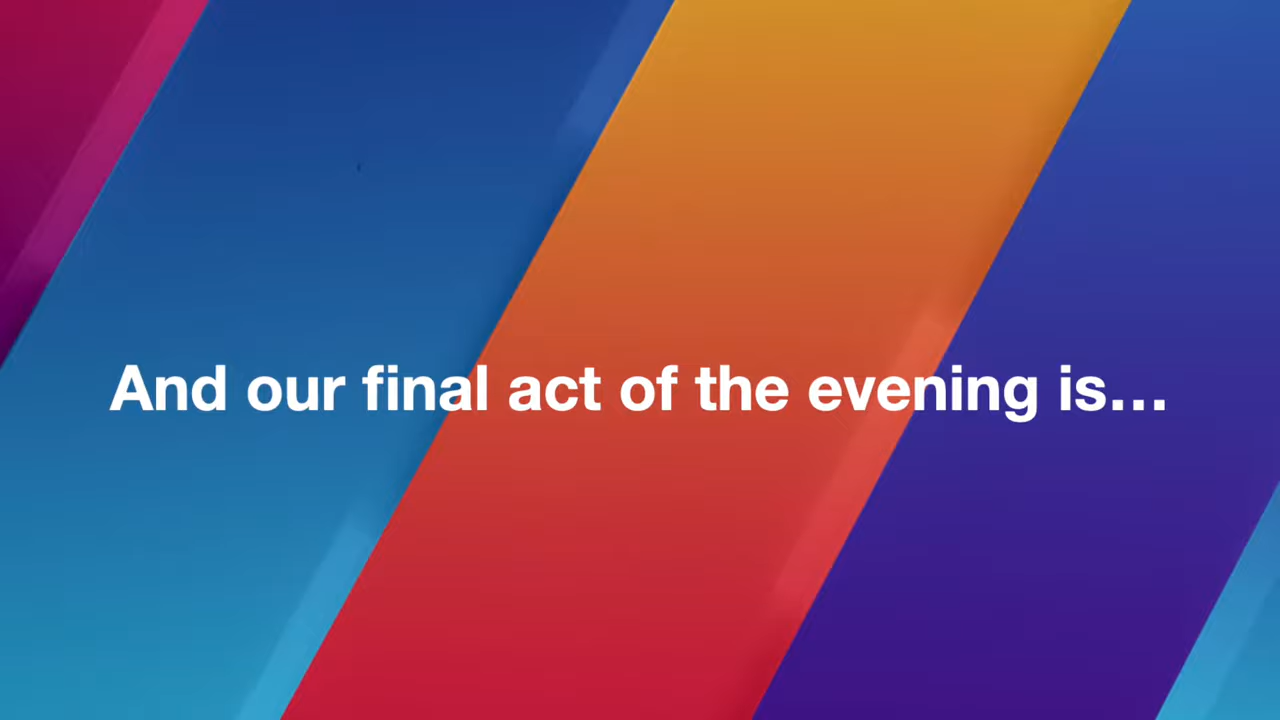 And our final act of the evening is…